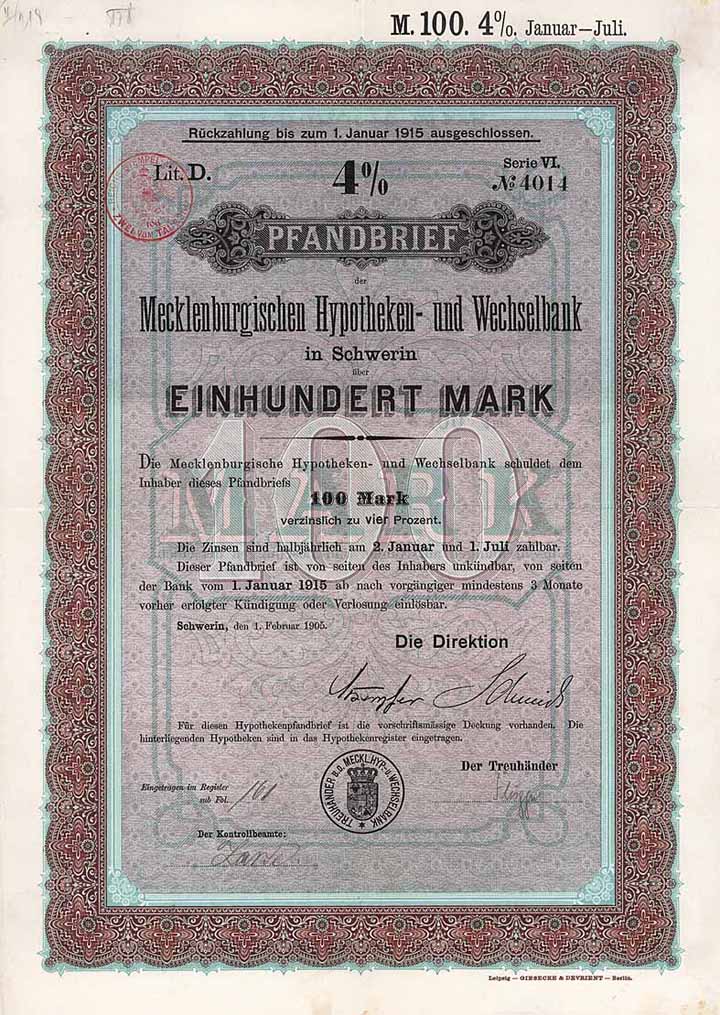 M. 100. 4%. Januar—Juli.
Rückzahlung bis zum 1. Januar 1915 ausgeschlossen.
Lit. D.
4%
Serie VI.
№ 4014
PFANDBRIEF
der
Mecklenburgischen Hypotheken- und Wechselbank
in Schwerin
über
EINHUNDERT MARK
100
MARK
Die Mecklenburgische Hypotheken- und Wechselbank schuldet dem
Inhaber dieses Pfandbriefs
100 Mark
verzinslich zu vier Prozent.
Die Zinsen sind halbjährlich am 2. Januar und 1. Juli zahlbar.
Dieser Pfandbrief ist von seiten des Inhabers unkündbar, von seiten
der Bank vom 1. Januar 1915 ab nach vorgängiger mindestens 3 Monate
vorher erfolgter Kündigung oder Verlosung einlösbar.
Schwerin, den 1. Februar 1905.
Die Direktion
Schmidt
Für diesen Hypothekenpfandbrief ist die vorschriftsmässige Deckung vorhanden. Die
hinterliegenden Hypotheken sind in das Hypothekenregister eingetragen.
Der Treuhänder
TREUHÄNDER B. D. MECKL. HYP.- U. WECHSELBANK
Eingetragen im Register
sub Fol. 161
Der Kontrollbeamte:
Leipzig — GIESECKE & DEVRIENT — Berlin.